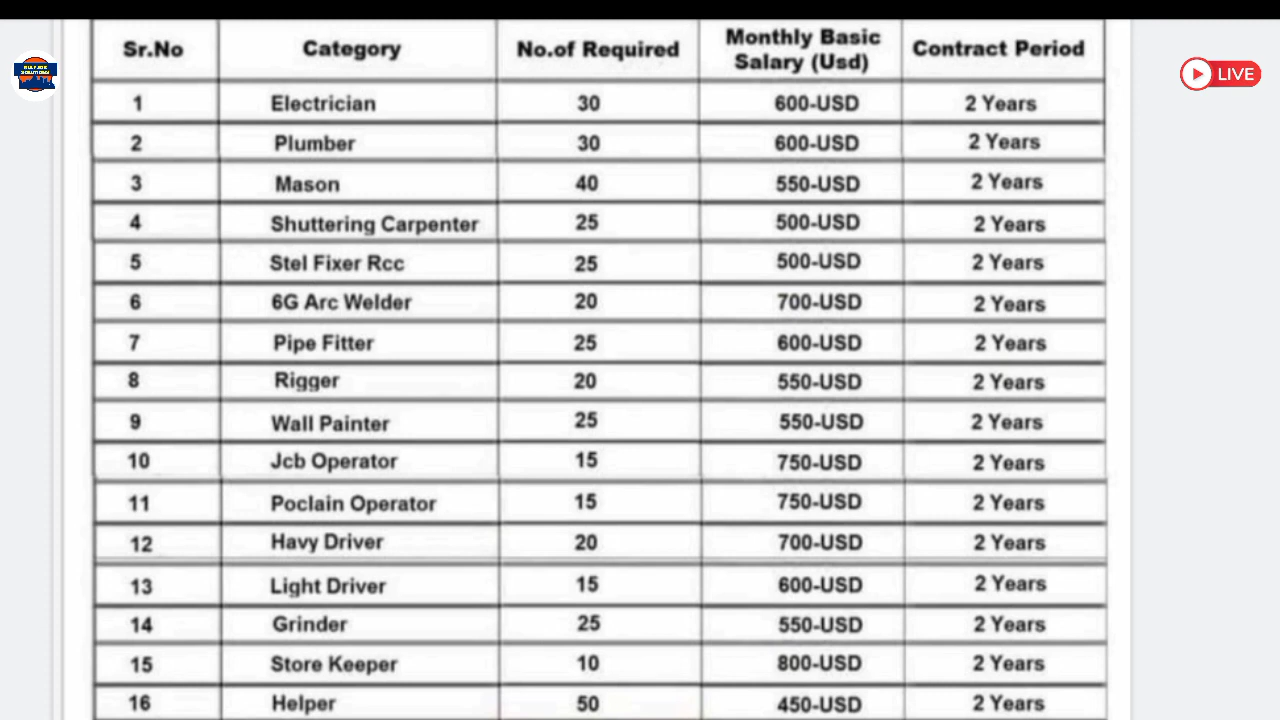 Sr.No Category No.of Required Monthly Basic Salary (Usd) Contract Period
1 Electrician 30 600-USD 2 Years
2 Plumber 30 600-USD 2 Years
3 Mason 40 550-USD 2 Years
4 Shuttering Carpenter 25 500-USD 2 Years
5 Stel Fixer Rcc 25 500-USD 2 Years
6 6G Arc Welder 20 700-USD 2 Years
7 Pipe Fitter 25 600-USD 2 Years
8 Rigger 20 550-USD 2 Years
9 Wall Painter 25 550-USD 2 Years
10 Jcb Operator 15 750-USD 2 Years
11 Poclain Operator 15 750-USD 2 Years
12 Havy Driver 20 700-USD 2 Years
13 Light Driver 15 600-USD 2 Years
14 Grinder 25 550-USD 2 Years
15 Store Keeper 10 800-USD 2 Years
16 Helper 50 450-USD 2 Years
LIVE